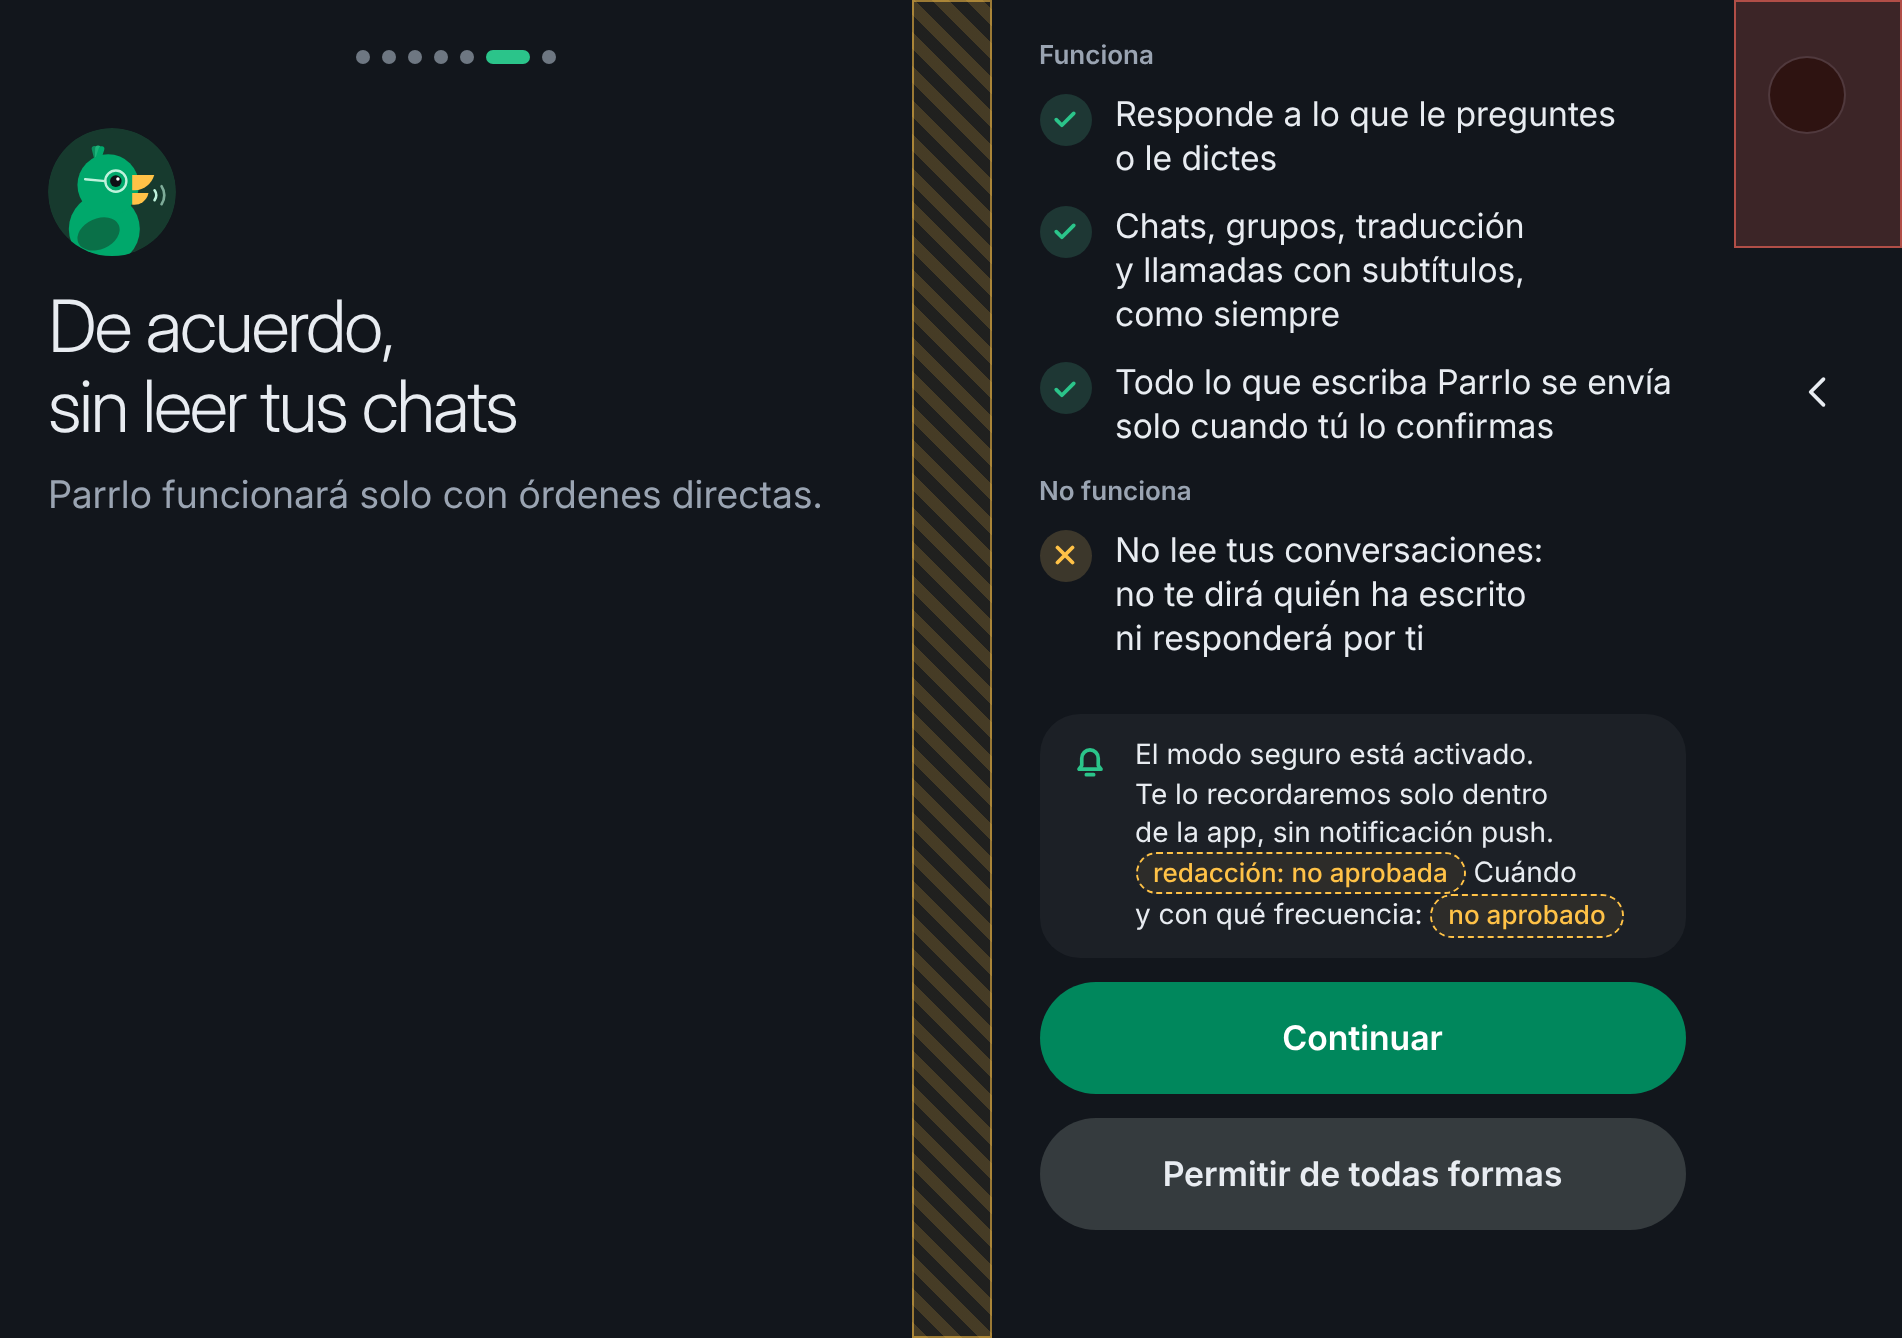 De acuerdo,
sin leer tus chats
Parrlo funcionará solo con órdenes directas.
Funciona
Responde a lo que le preguntes
o le dictes
Chats, grupos, traducción
y llamadas con subtítulos,
como siempre
Todo lo que escriba Parrlo se envía
solo cuando tú lo confirmas
No funciona
No lee tus conversaciones:
no te dirá quién ha escrito
ni responderá por ti
El modo seguro está activado.
Te lo recordaremos solo dentro
de la app, sin notificación push.
redacción: no aprobada Cuándo
y con qué frecuencia: no aprobado
Continuar
Permitir de todas formas